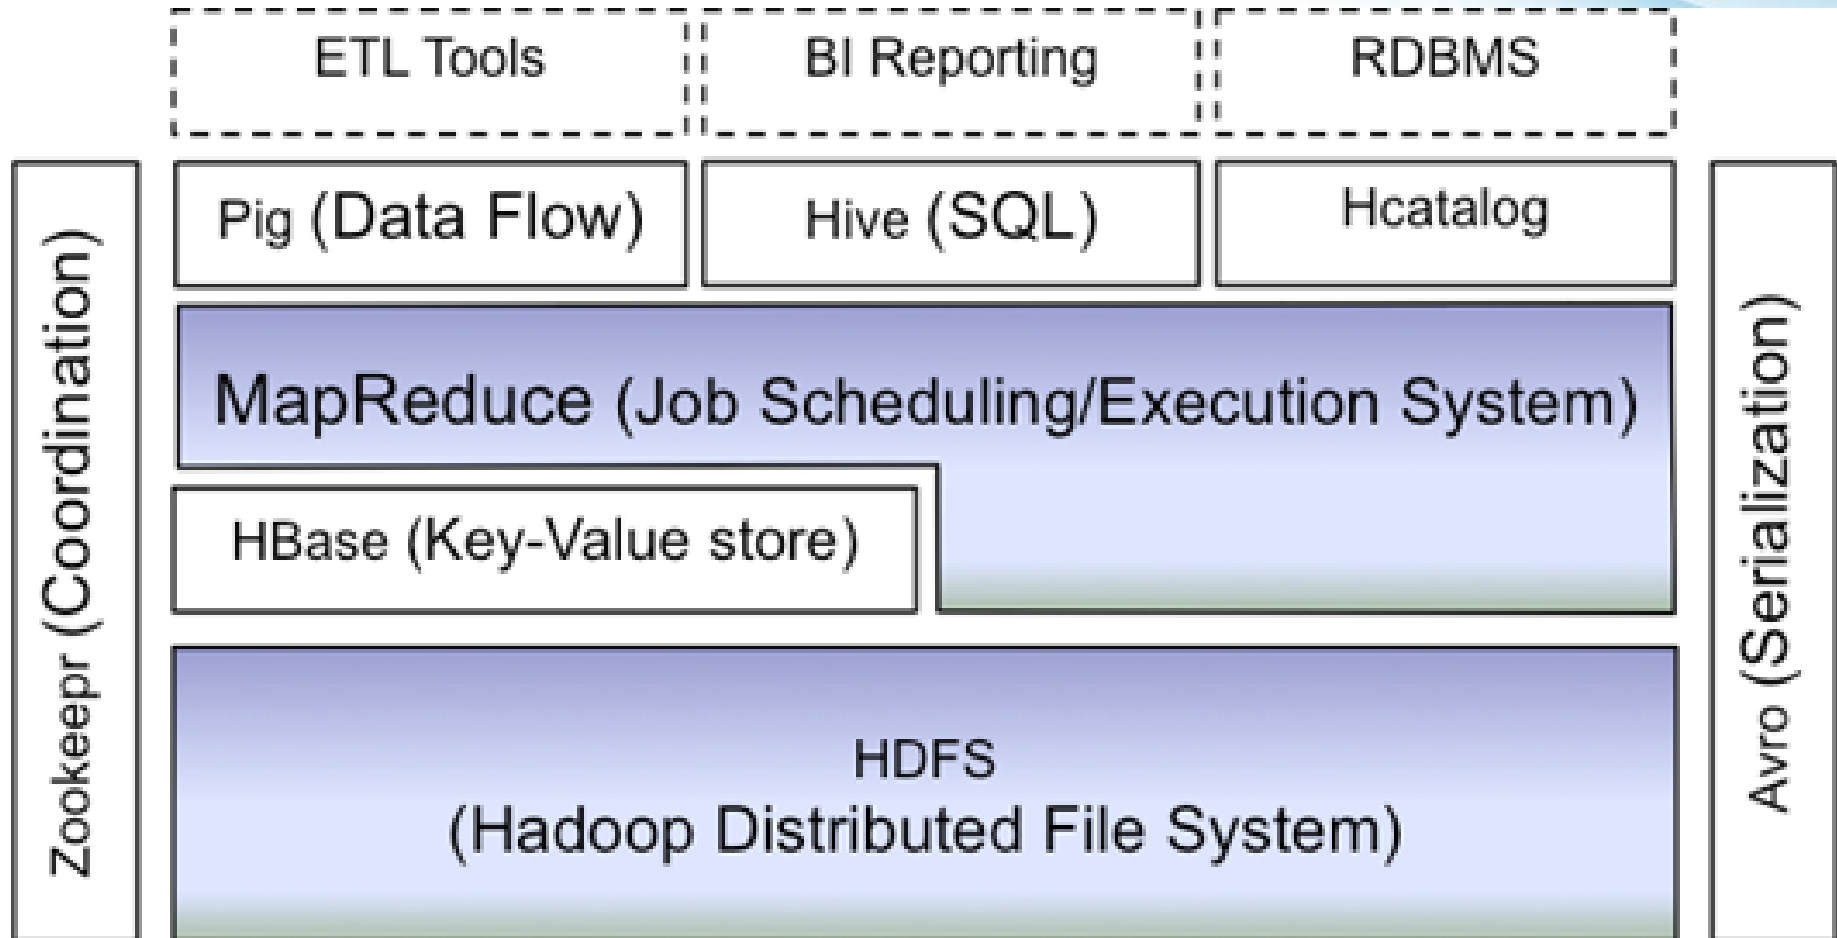 ETL Tools
BI Reporting
RDBMS
Pig (Data Flow)
Hive (SQL)
Hcatalog
MapReduce (Job Scheduling/Execution System)
HBase (Key-Value store)
HDFS
(Hadoop Distributed File System)
Zookeepr (Coordination)
Avro (Serialization)